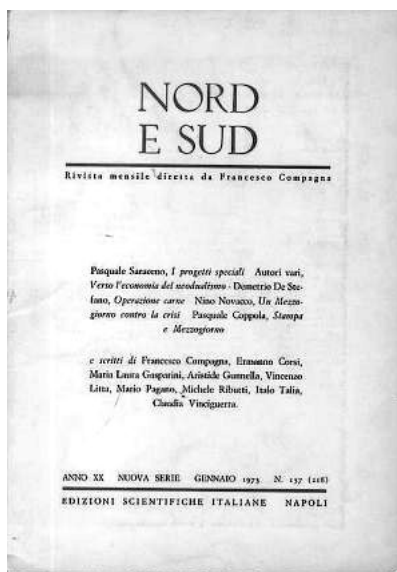 NORD
E SUD
Rivista mensile diretta da Francesco Compagna
Pasquale Saraceno, I progetti speciali Autori vari,
Verso l'economia del neodualismo - Demetrio De Ste-
fano, Operazione carne Nino Novacco, Un Mezzo-
giorno contro la crisi Pasquale Coppola, Stampa
e Mezzogiorno
e scritti di Francesco Compagna, Ermanno Corsi,
Maria Laura Gasparini, Aristide Gunnella, Vincenzo
Litta, Mario Pagano, Michele Ributti, Italo Talia,
Claudia Vinciguerra.
ANNO XX NUOVA SERIE GENNAIO 1973 N. 157 (218)
EDIZIONI SCIENTIFICHE ITALIANE NAPOLI